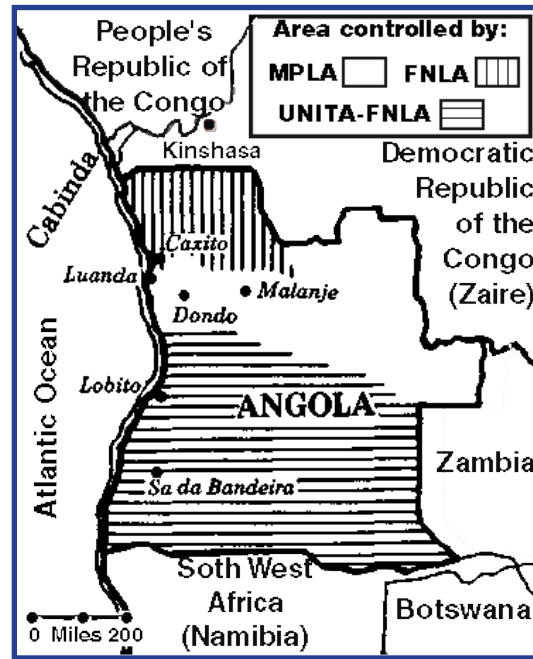 People's
Republic of
the Congo
Area controlled by:
MPLA FNLA
UNITA-FNLA
Kinshasa
Democratic
Republic
of the
Congo
(Zaire)
Cabinda
Caxito
Luanda
Malanje
Dondo
Atlantic Ocean
Lobito
ANGOLA
Zambia
Sa da Bandeira
Soth West
Africa
(Namibia)
Botswana
0 Miles 200